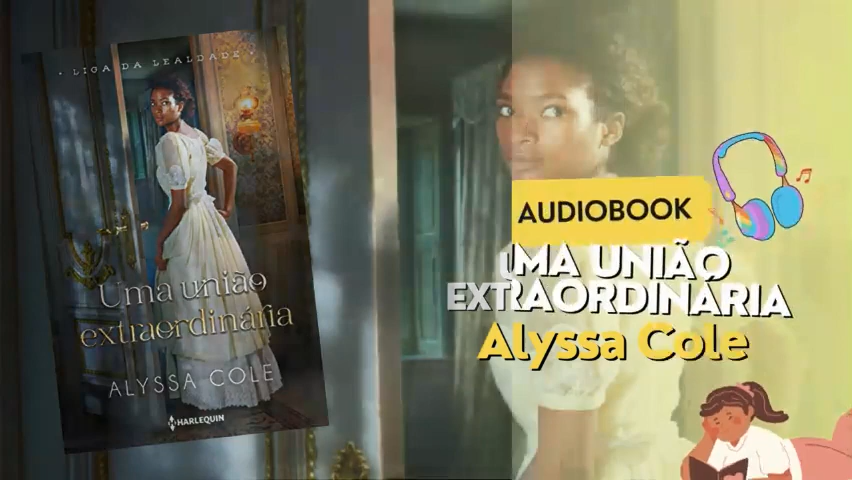 • LIGA DA LEALDADE •
Uma união
extraordinária
ALYSSA COLE
HARLEQUIN
AUDIOBOOK
UMA UNIÃO
EXTRAORDINÁRIA
Alyssa Cole